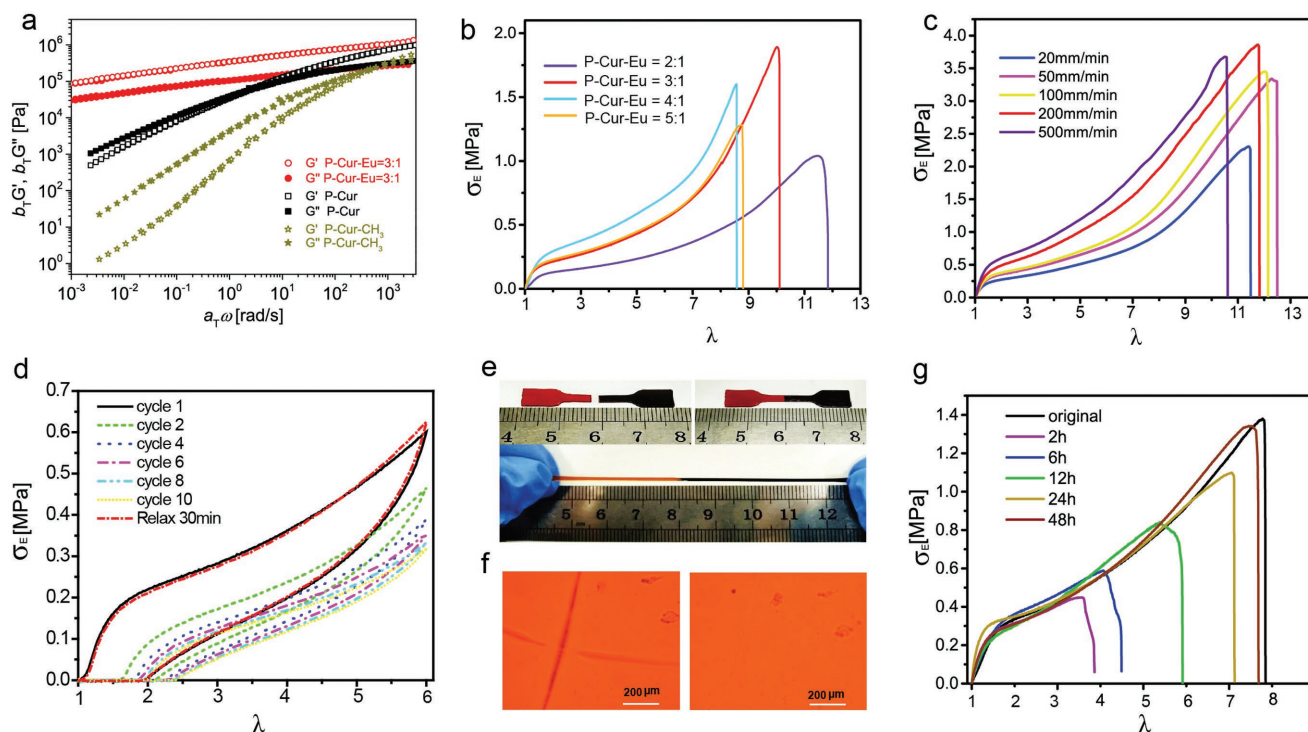 a
b_T G', b_T G'' [Pa]
10^6
10^5
10^4
10^3
10^2
10^1
10^0
G' P-Cur-Eu=3:1
G'' P-Cur-Eu=3:1
G' P-Cur
G'' P-Cur
G' P-Cur-CH_3
G'' P-Cur-CH_3
10^-3 10^-2 10^-1 10^0 10^1 10^2 10^3
a_T ω [rad/s]
b
σ_E [MPa]
2.0
1.5
1.0
0.5
0.0
P-Cur-Eu = 2:1
P-Cur-Eu = 3:1
P-Cur-Eu = 4:1
P-Cur-Eu = 5:1
1 3 5 7 9 11 13
λ
c
σ_E [MPa]
4.0
3.5
3.0
2.5
2.0
1.5
1.0
0.5
0.0
20mm/min
50mm/min
100mm/min
200mm/min
500mm/min
1 3 5 7 9 11 13
λ
d
σ_E [MPa]
0.7
0.6
0.5
0.4
0.3
0.2
0.1
0.0
cycle 1
cycle 2
cycle 4
cycle 6
cycle 8
cycle 10
Relax 30min
1 2 3 4 5 6
λ
e
4 5 6 7 8
4 5 6 7 8
5 6 7 8 9 10 11 12
f
200 μm
200 μm
g
σ_E [MPa]
1.4
1.2
1.0
0.8
0.6
0.4
0.2
0.0
original
2h
6h
12h
24h
48h
1 2 3 4 5 6 7 8
λ